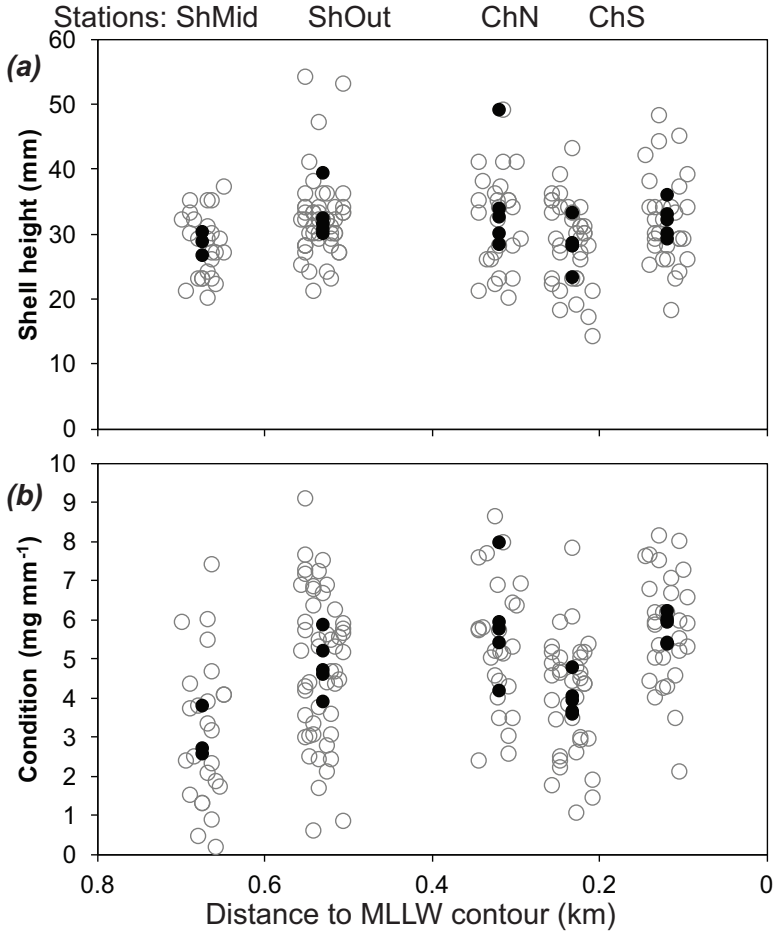 Stations: ShMid ShOut ChN ChS
(a)
Shell height (mm)
60
50
40
30
20
10
0
(b)
Condition (mg mm-1)
10
9
8
7
6
5
4
3
2
1
0
0.8 0.6 0.4 0.2 0
Distance to MLLW contour (km)